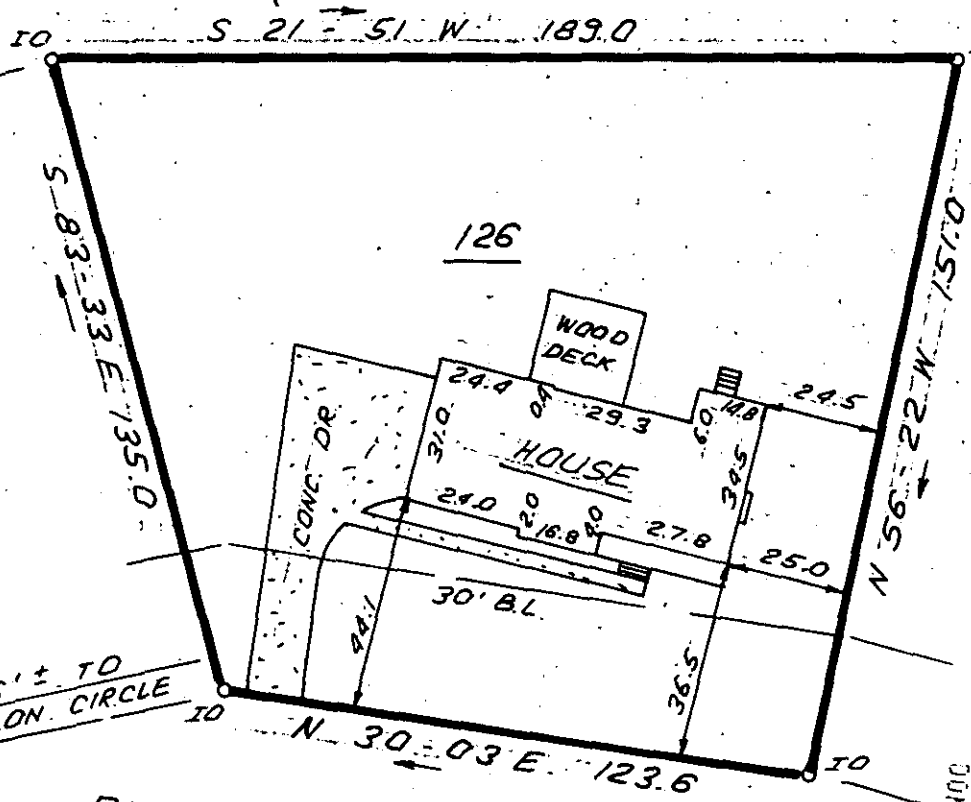 IO
S 21 - 51 W 189.0
S 83-33 E 135.0
N 56-22 W 151.0
126
WOOD
DECK
24.4
0.4
29.3
6.0
14.8
24.5
31.0
HOUSE
34.5
CONC. DR.
24.0
2.0
16.8
4.0
27.8
25.0
30' B.L.
44.1
36.5
' ± TO
ON CIRCLE
IO
N 30-03 E 123.6
IO